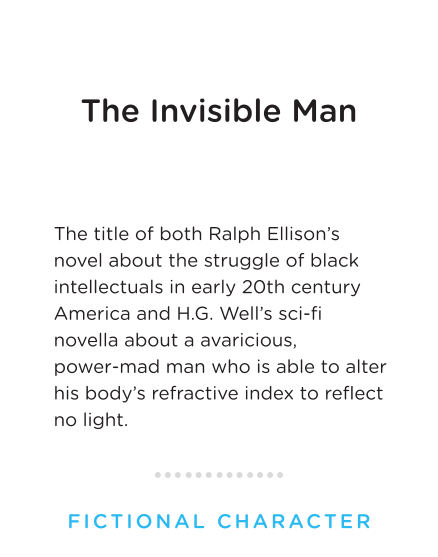 The Invisible Man
The title of both Ralph Ellison’s
novel about the struggle of black
intellectuals in early 20th century
America and H.G. Well’s sci-fi
novella about a avaricious,
power-mad man who is able to alter
his body’s refractive index to reflect
no light.
FICTIONAL CHARACTER